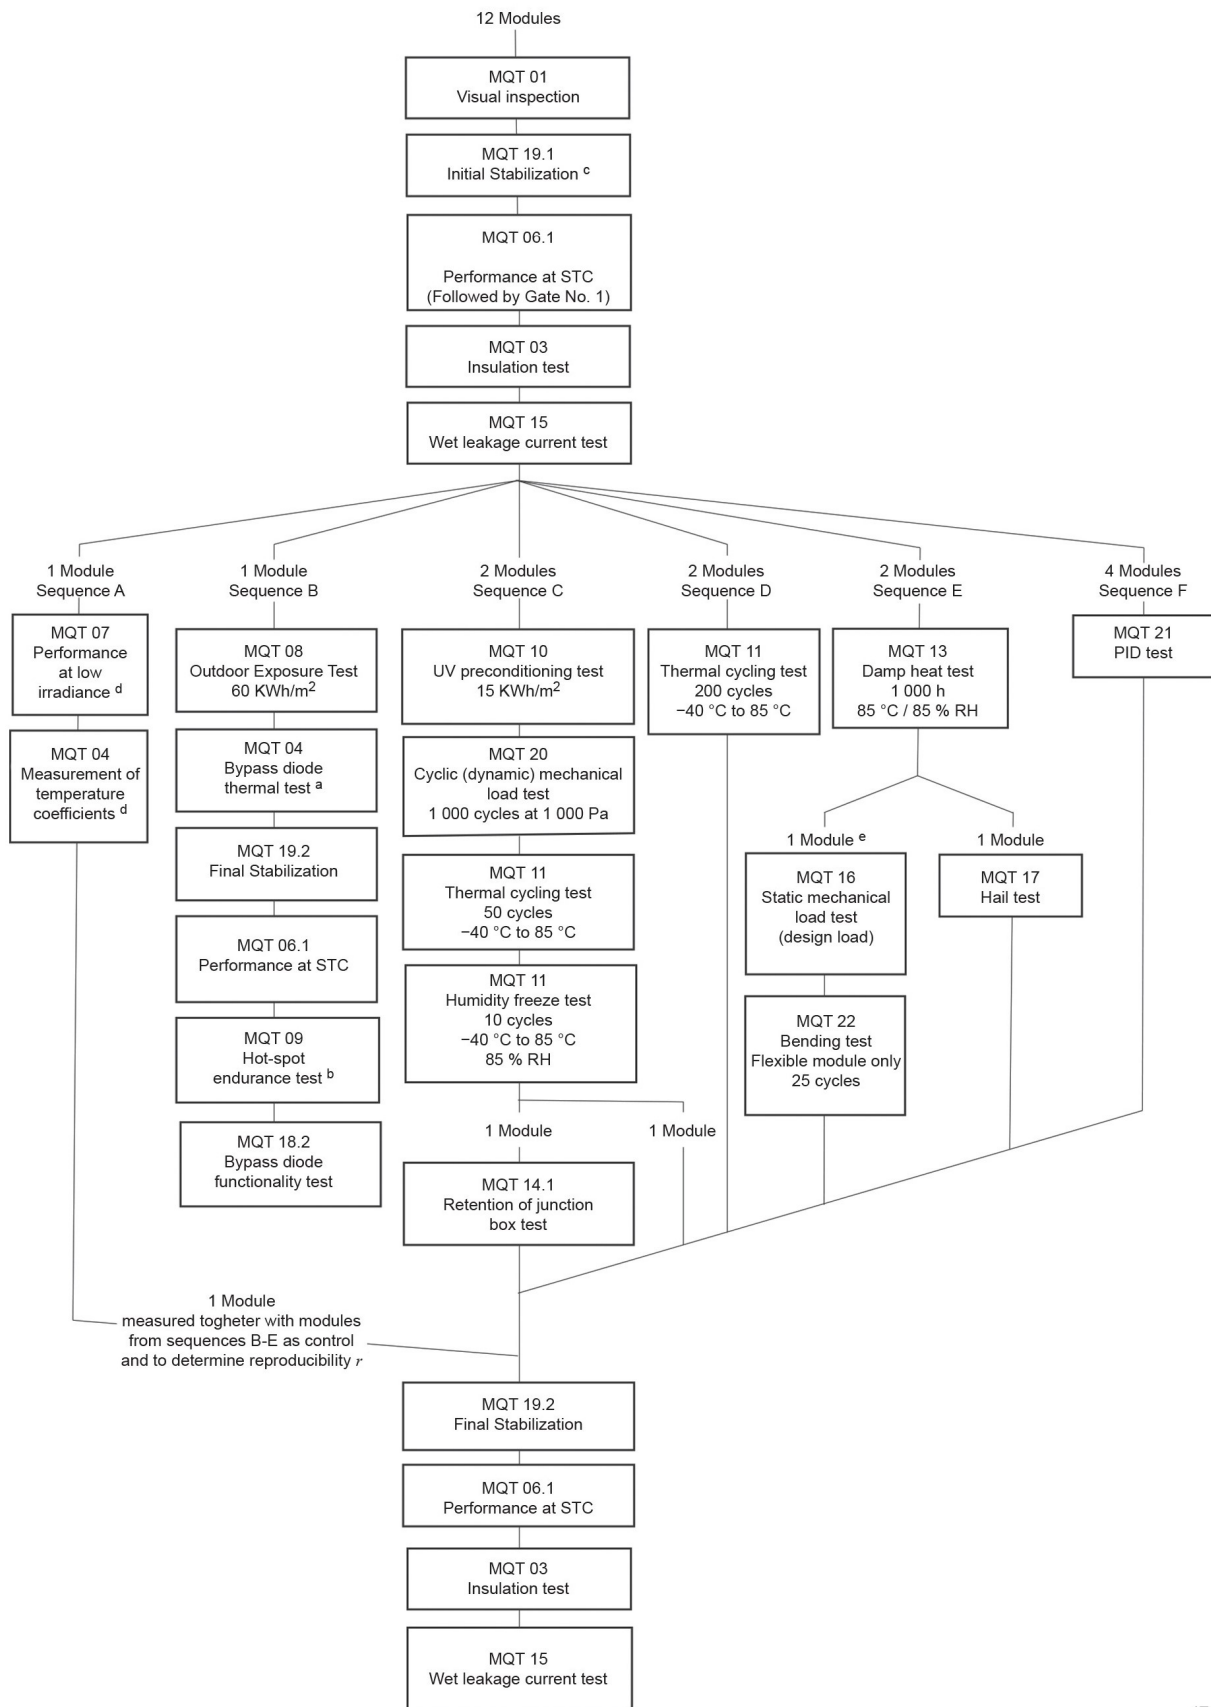 12 Modules
MQT 01
Visual inspection
MQT 19.1
Initial Stabilization c
MQT 06.1
Performance at STC
(Followed by Gate No. 1)
MQT 03
Insulation test
MQT 15
Wet leakage current test
1 Module
Sequence A
MQT 07
Performance
at low
irradiance d
MQT 04
Measurement of
temperature
coefficients d
1 Module
Sequence B
MQT 08
Outdoor Exposure Test
60 KWh/m2
MQT 04
Bypass diode
thermal test a
MQT 19.2
Final Stabilization
MQT 06.1
Performance at STC
MQT 09
Hot-spot
endurance test b
MQT 18.2
Bypass diode
functionality test
2 Modules
Sequence C
MQT 10
UV preconditioning test
15 KWh/m2
MQT 20
Cyclic (dynamic) mechanical
load test
1 000 cycles at 1 000 Pa
MQT 11
Thermal cycling test
50 cycles
−40 °C to 85 °C
MQT 11
Humidity freeze test
10 cycles
−40 °C to 85 °C
85 % RH
1 Module
1 Module
MQT 14.1
Retention of junction
box test
2 Modules
Sequence D
MQT 11
Thermal cycling test
200 cycles
−40 °C to 85 °C
2 Modules
Sequence E
MQT 13
Damp heat test
1 000 h
85 °C / 85 % RH
1 Module e
MQT 16
Static mechanical
load test
(design load)
MQT 22
Bending test
Flexible module only
25 cycles
1 Module
MQT 17
Hail test
4 Modules
Sequence F
MQT 21
PID test
1 Module
measured togheter with modules
from sequences B-E as control
and to determine reproducibility r
MQT 19.2
Final Stabilization
MQT 06.1
Performance at STC
MQT 03
Insulation test
MQT 15
Wet leakage current test